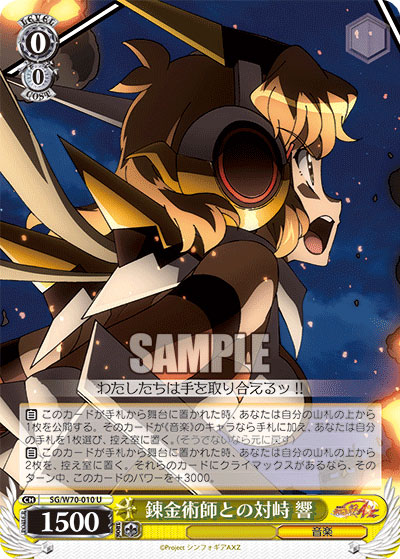 LEVEL
0
0
COST
SAMPLE
わたしたちは手を取り合えるッ!!
自 このカードが手札から舞台に置かれた時、あなたは自分の山札の上から
1枚を公開する。そのカードが《音楽》のキャラなら手札に加え、あなたは自分
の手札を1枚選び、控え室に置く。(そうでないなら元に戻す)
自 このカードが手札から舞台に置かれた時、あなたは自分の山札の上から
2枚を、控え室に置く。それらのカードにクライマックスがあるなら、その
ターン中、このカードのパワーを+3000。
CH SG/W70-010 U
1500
POWER
錬金術師との対峙 響
音楽
©Project シンフォギアAXZ